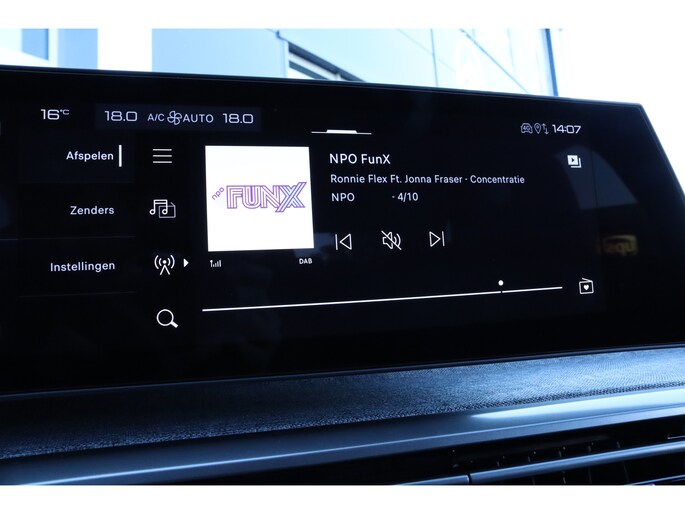 16°C 18.0 A/C AUTO 18.0 4G 14:07
Afspelen
Zenders
Instellingen
npo FUNX
DAB
NPO FunX
Ronnie Flex Ft. Jonna Fraser - Concentratie
NPO - 4/10